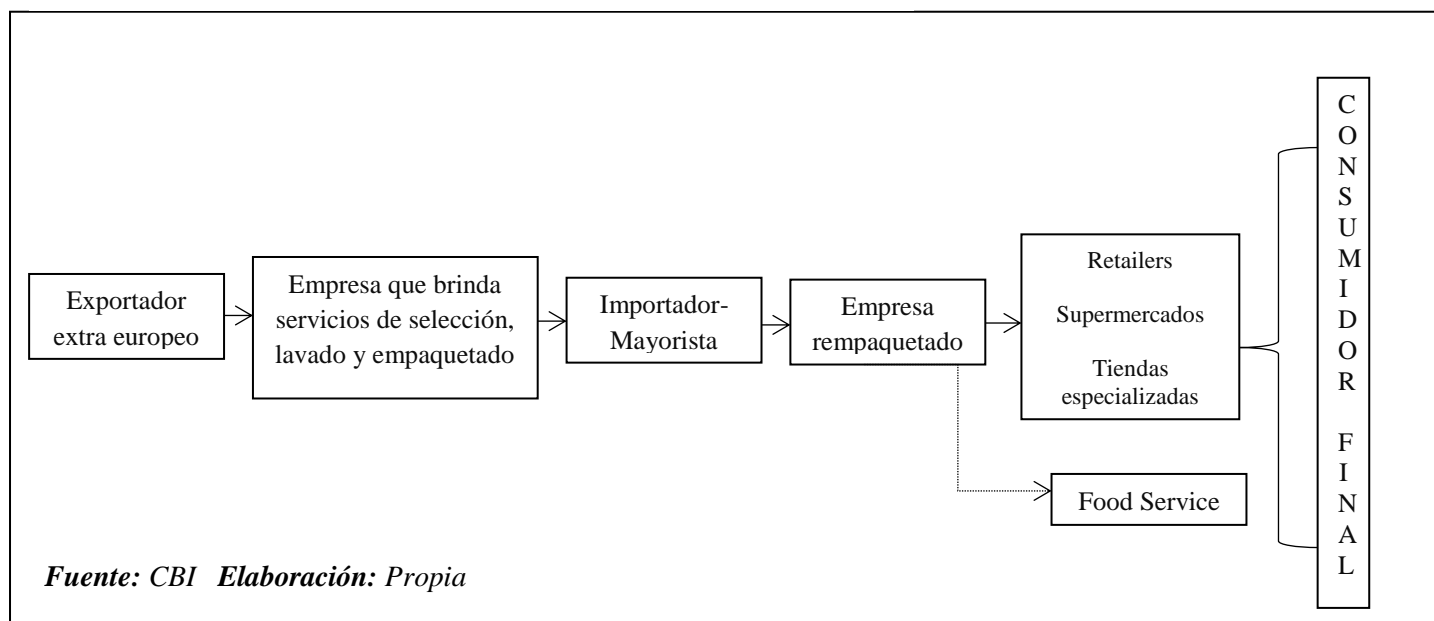 Exportador
extra europeo
Empresa que brinda
servicios de selección,
lavado y empaquetado
Importador-
Mayorista
Empresa
rempaquetado
Retailers
Supermercados
Tiendas
especializadas
Food Service
C
O
N
S
U
M
I
D
O
R
F
I
N
A
L
Fuente: CBI Elaboración: Propia